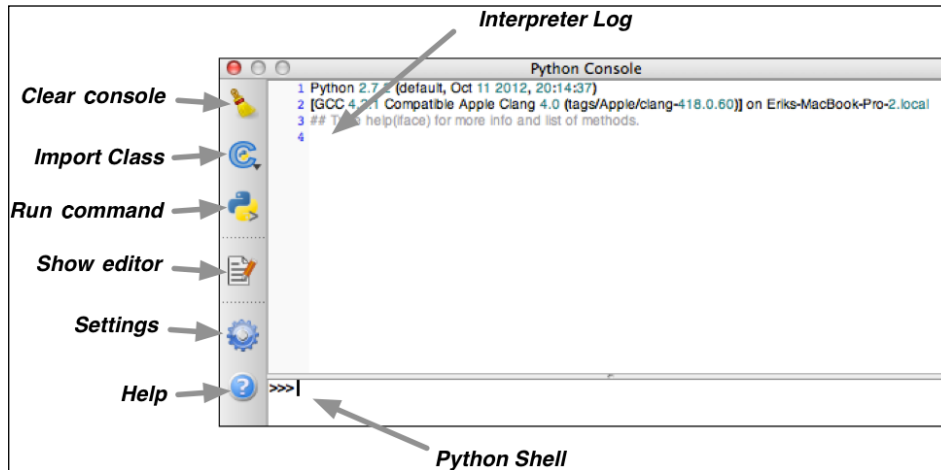 Interpreter Log
Python Console
Clear console
1 Python 2.7.2 (default, Oct 11 2012, 20:14:37)
2 [GCC 4.2.1 Compatible Apple Clang 4.0 (tags/Apple/clang-418.0.60)] on Eriks-MacBook-Pro-2.local
3 ## Type help(iface) for more info and list of methods.
4
Import Class
Run command
Show editor
Settings
Help
>>>
Python Shell